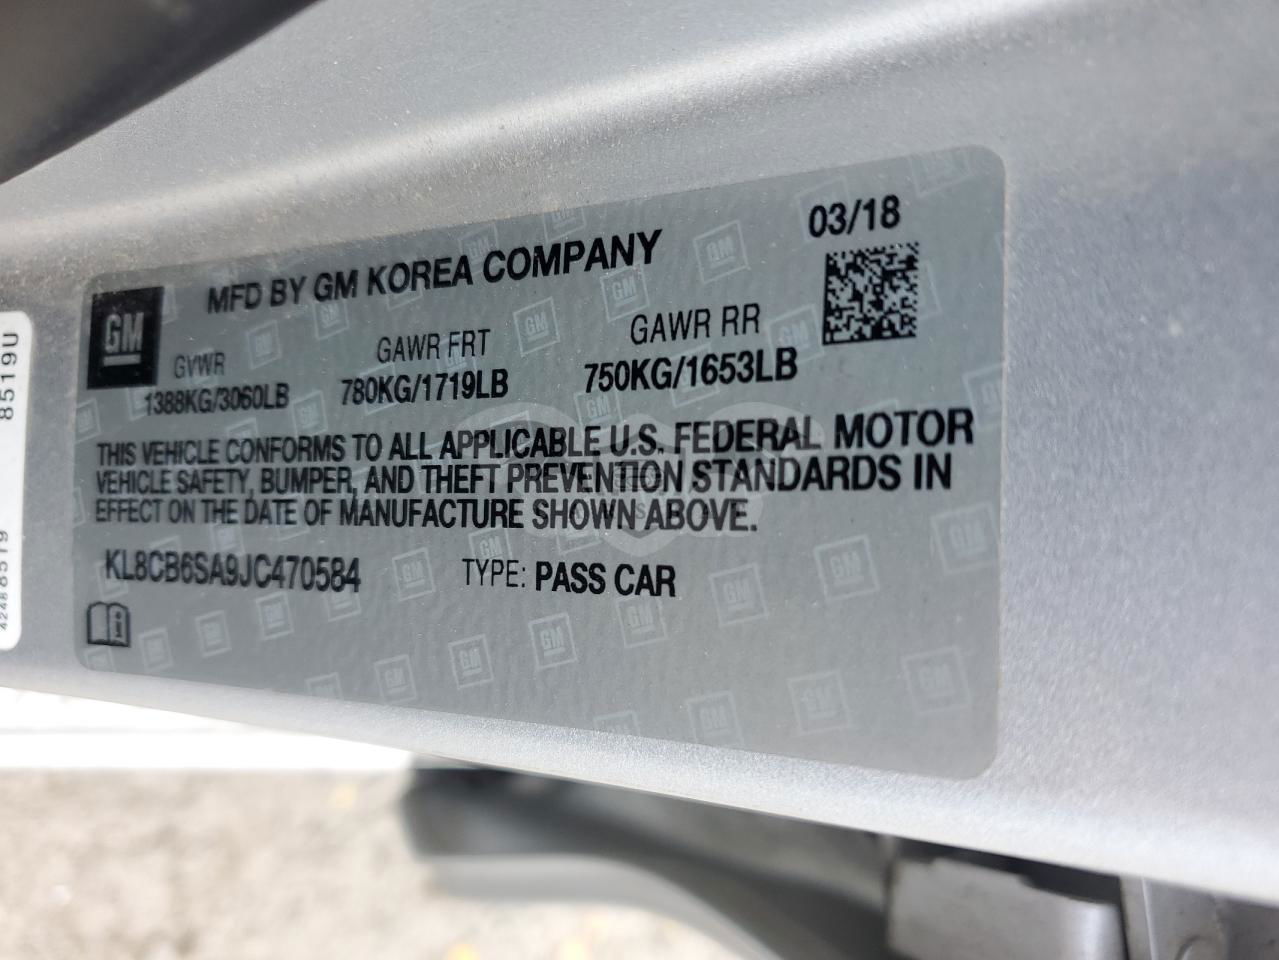 03/18
MFD BY GM KOREA COMPANY
GM
GVWR GAWR FRT GAWR RR
1388KG/3060LB 780KG/1719LB 750KG/1653LB
THIS VEHICLE CONFORMS TO ALL APPLICABLE U.S. FEDERAL MOTOR
VEHICLE SAFETY, BUMPER, AND THEFT PREVENTION STANDARDS IN
EFFECT ON THE DATE OF MANUFACTURE SHOWN ABOVE.
KL8CB6SA9JC470584 TYPE: PASS CAR
8519U
42488519